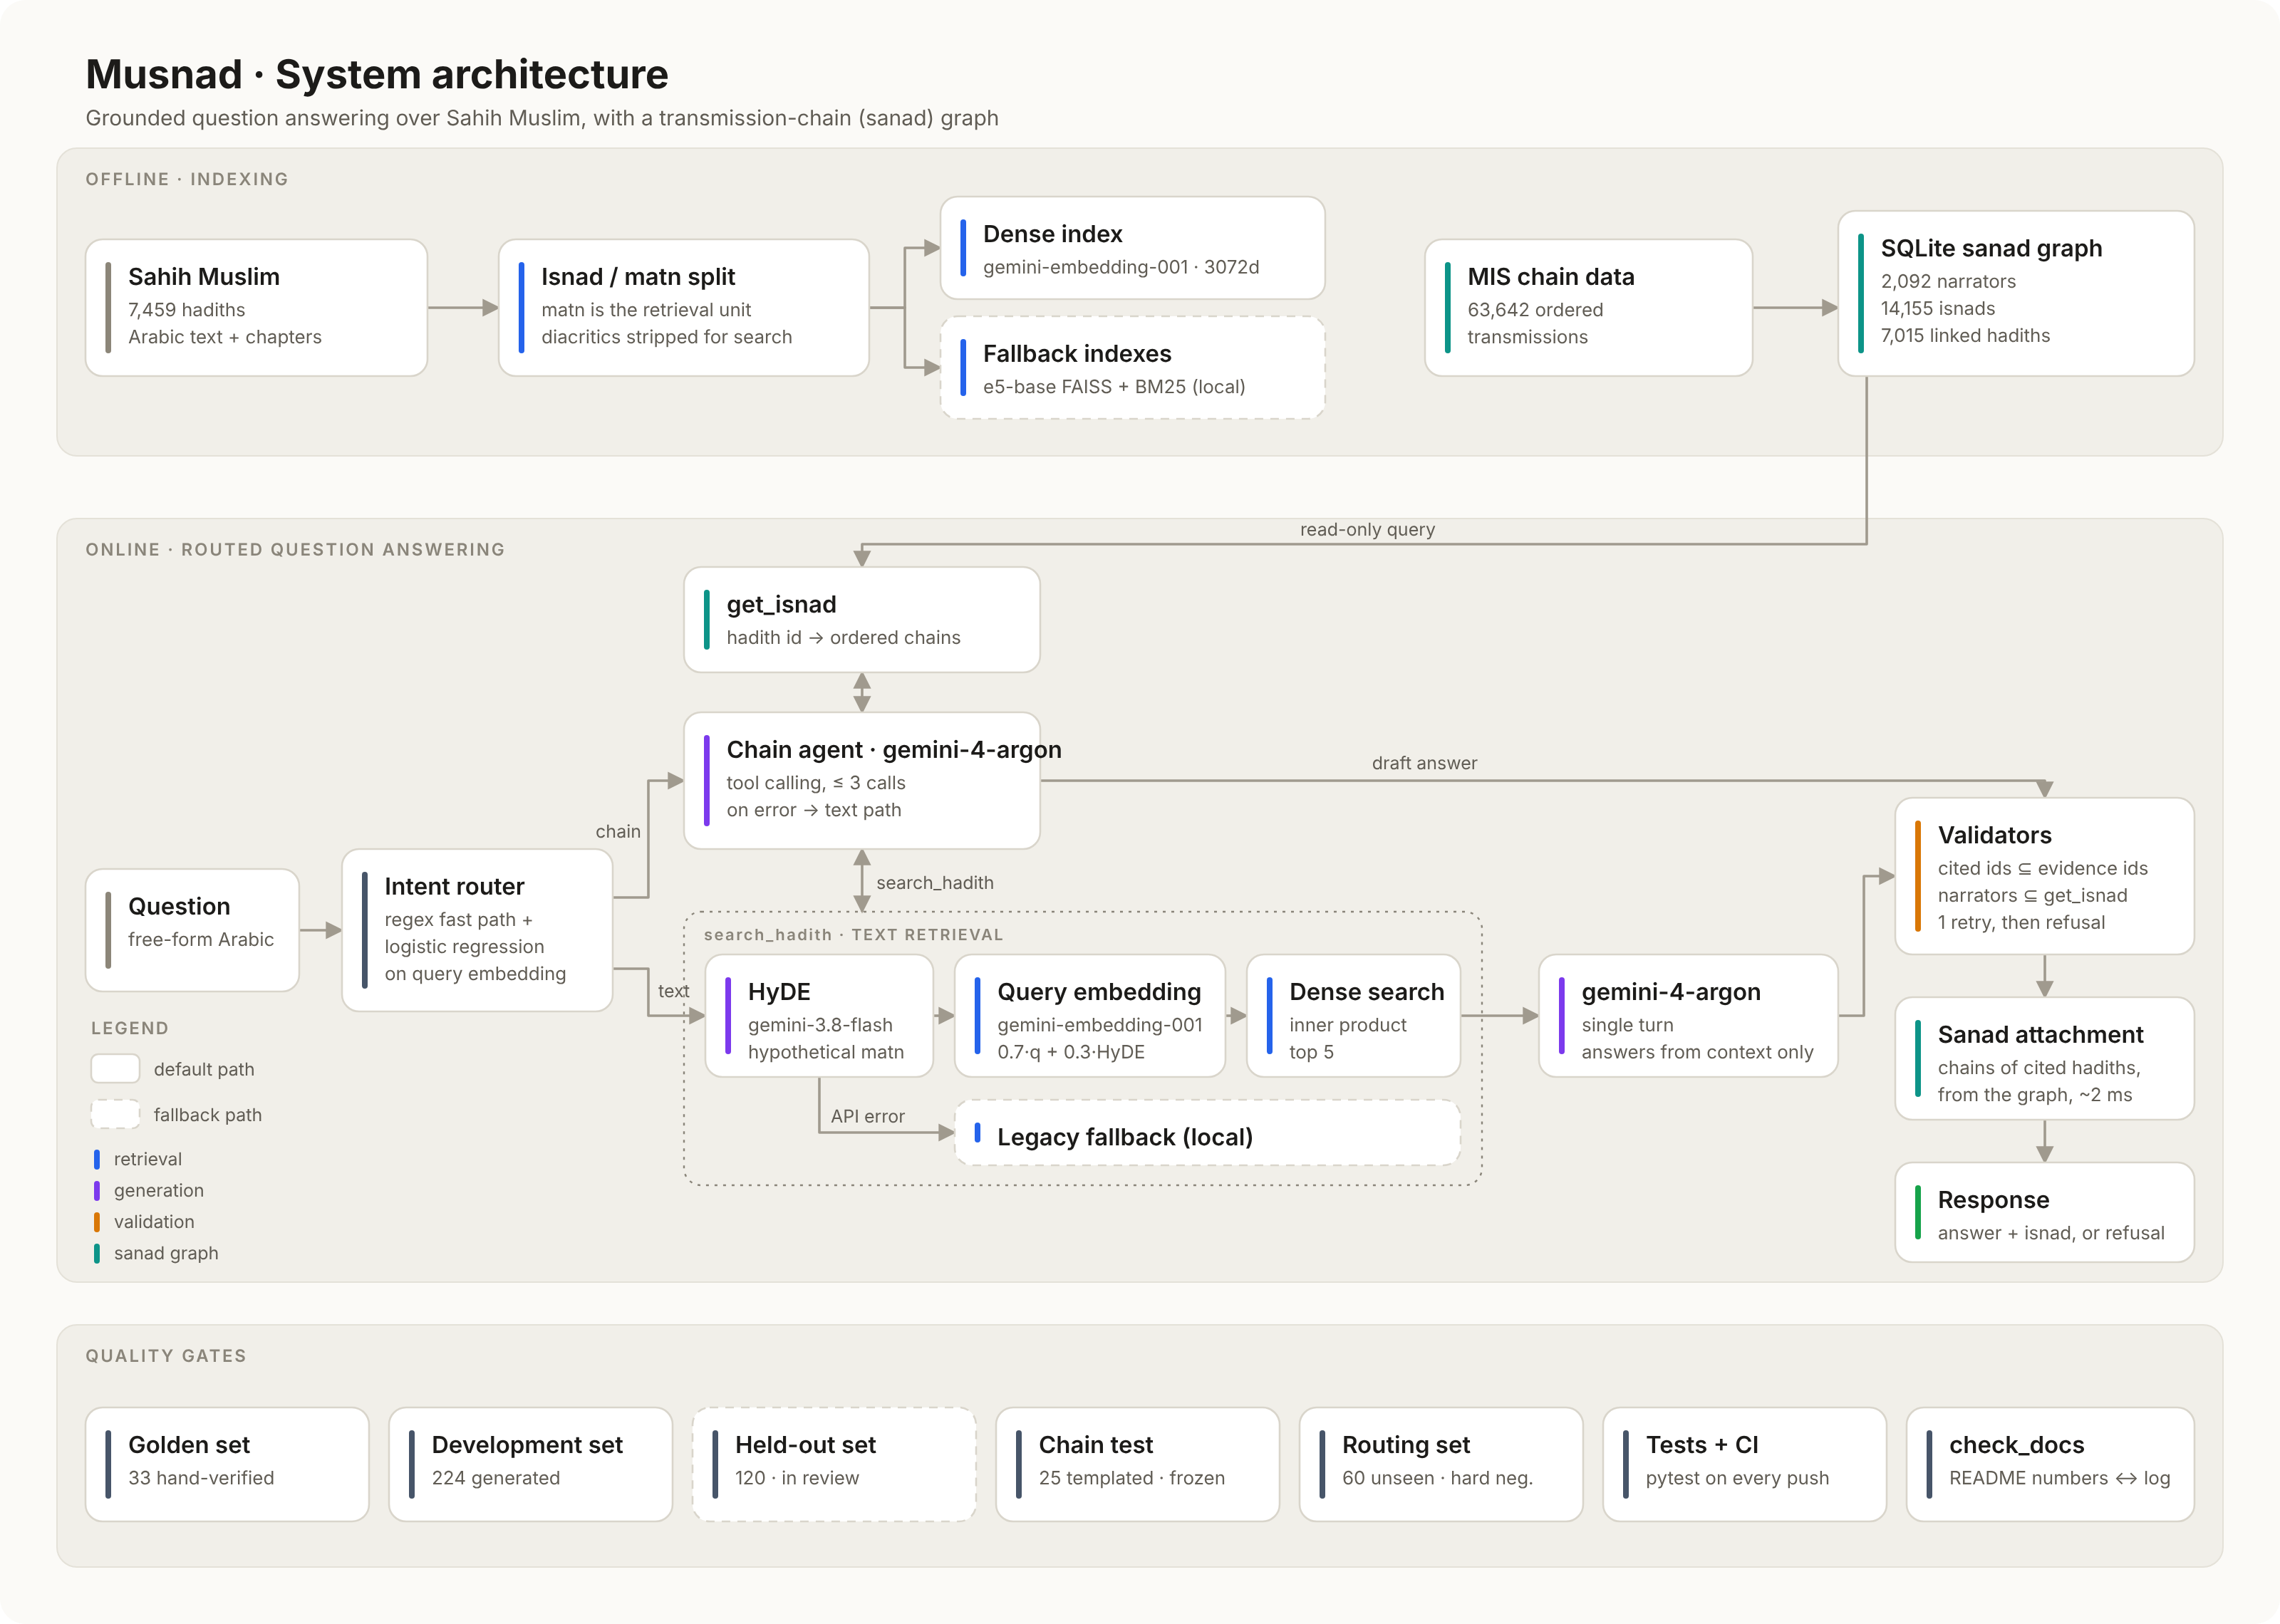 Musnad · System architecture
Grounded question answering over Sahih Muslim, with a transmission-chain (sanad) graph
OFFLINE · INDEXING
Sahih Muslim
7,459 hadiths
Arabic text + chapters
Isnad / matn split
matn is the retrieval unit
diacritics stripped for search
Dense index
gemini-embedding-001 · 3072d
Fallback indexes
e5-base FAISS + BM25 (local)
MIS chain data
63,642 ordered
transmissions
SQLite sanad graph
2,092 narrators
14,155 isnads
7,015 linked hadiths
ONLINE · ROUTED QUESTION ANSWERING
read-only query
get_isnad
hadith id → ordered chains
Chain agent · gemini-4-argon
tool calling, ≤ 3 calls
on error → text path
draft answer
chain
search_hadith
Question
free-form Arabic
Intent router
regex fast path +
logistic regression
on query embedding
text
search_hadith · TEXT RETRIEVAL
HyDE
gemini-3.8-flash
hypothetical matn
Query embedding
gemini-embedding-001
0.7·q + 0.3·HyDE
Dense search
inner product
top 5
API error
Legacy fallback (local)
gemini-4-argon
single turn
answers from context only
Validators
cited ids ⊆ evidence ids
narrators ⊆ get_isnad
1 retry, then refusal
Sanad attachment
chains of cited hadiths,
from the graph, ~2 ms
Response
answer + isnad, or refusal
LEGEND
default path
fallback path
retrieval
generation
validation
sanad graph
QUALITY GATES
Golden set
33 hand-verified
Development set
224 generated
Held-out set
120 · in review
Chain test
25 templated · frozen
Routing set
60 unseen · hard neg.
Tests + CI
pytest on every push
check_docs
README numbers ↔ log